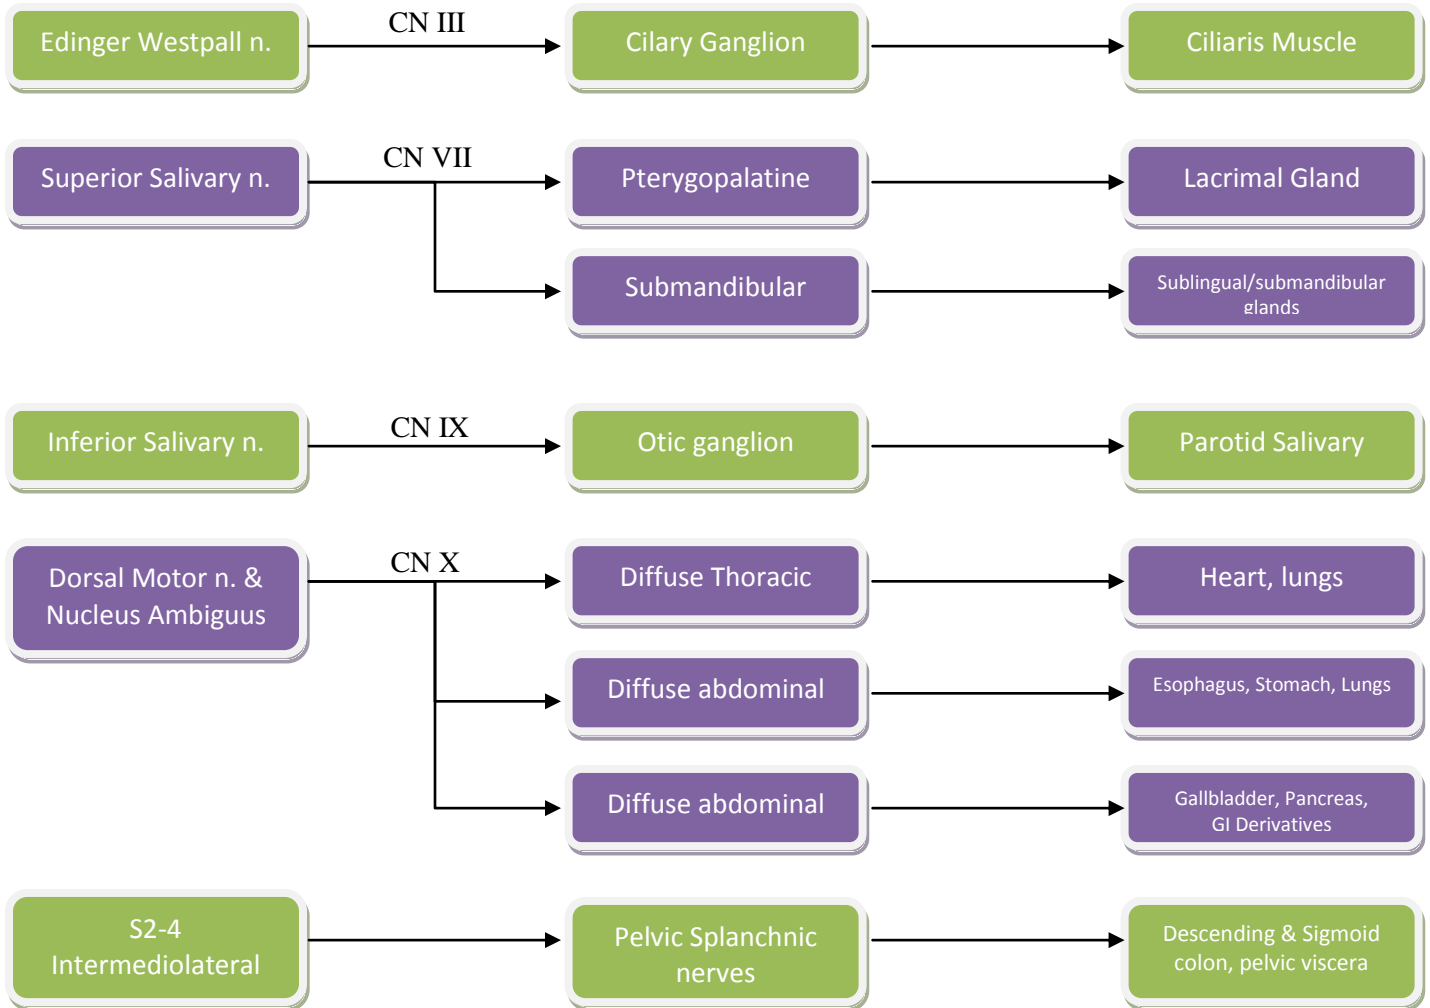 CN III
Edinger Westpall n.
Cilary Ganglion
Ciliaris Muscle
CN VII
Superior Salivary n.
Pterygopalatine
Lacrimal Gland
Submandibular
Sublingual/submandibular
glands
CN IX
Inferior Salivary n.
Otic ganglion
Parotid Salivary
CN X
Dorsal Motor n. &
Nucleus Ambiguus
Diffuse Thoracic
Heart, lungs
Diffuse abdominal
Esophagus, Stomach, Lungs
Diffuse abdominal
Gallbladder, Pancreas,
GI Derivatives
S2-4
Intermediolateral
Pelvic Splanchnic
nerves
Descending & Sigmoid
colon, pelvic viscera